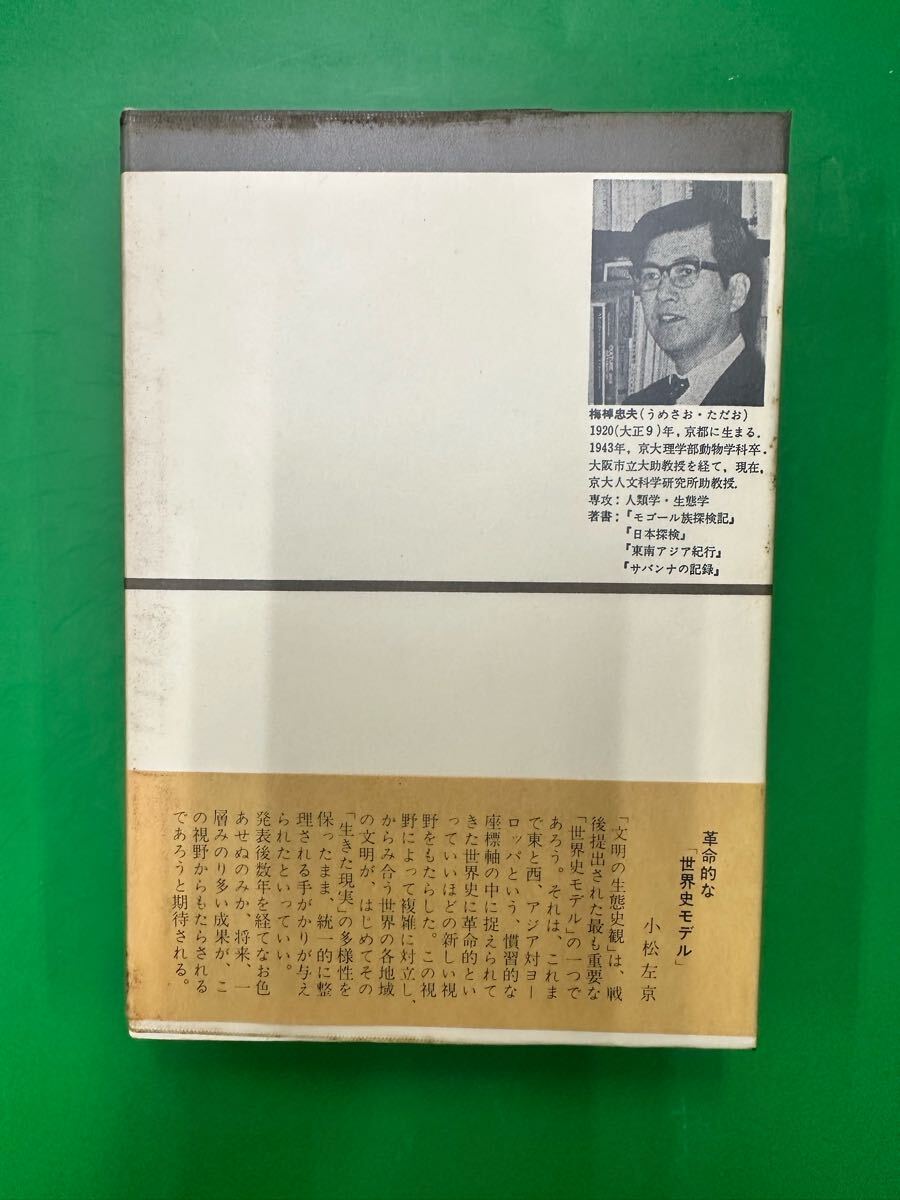 梅棹忠夫(うめさお・ただお)
1920(大正9)年,京都に生まる.
1943年,京大理学部動物学科卒.
大阪市立大助教授を経て,現在,
京大人文科学研究所助教授.
専攻:人類学・生態学
著書:『モゴール族探検記』
『日本探検』
『東南アジア紀行』
『サバンナの記録』
革命的な
「世界史モデル」
小松左京
「文明の生態史観」は、戦
後提出された最も重要な
「世界史モデル」の一つで
あろう。それは、これま
で東と西、アジア対ヨー
ロッパという、慣習的な
座標軸の中に捉えられて
きた世界史に革命的とい
っていいほどの新しい視
野をもたらした。この視
野によって複雑に対立し、
からみ合う世界の各地域
の文明が、はじめてその
「生きた現実」の多様性を
保ったまま、統一的に整
理される手がかりが与え
られたといっていい。
発表後数年を経てなお色
あせぬのみか、将来、一
層みのり多い成果が、こ
の視野からもたらされる
であろうと期待される。